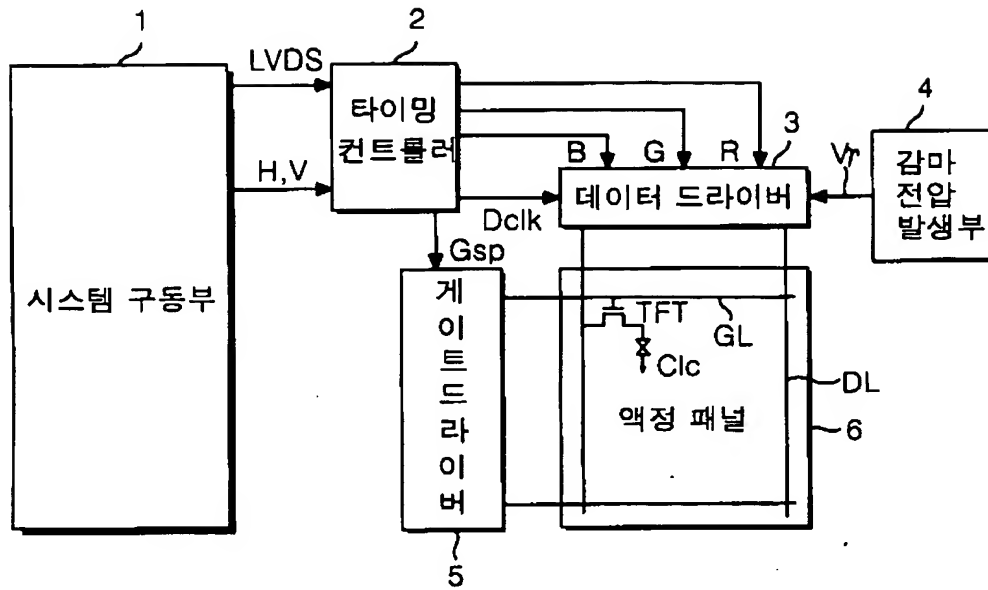 1
LVDS
H,V
시스템 구동부
2
타이밍
컨트롤러
B
G
R
3
데이터 드라이버
Dclk
Gsp
4
Vr
감마
전압
발생부
게
이
트
드
라
이
버
5
TFT
GL
Clc
DL
액정 패널
6